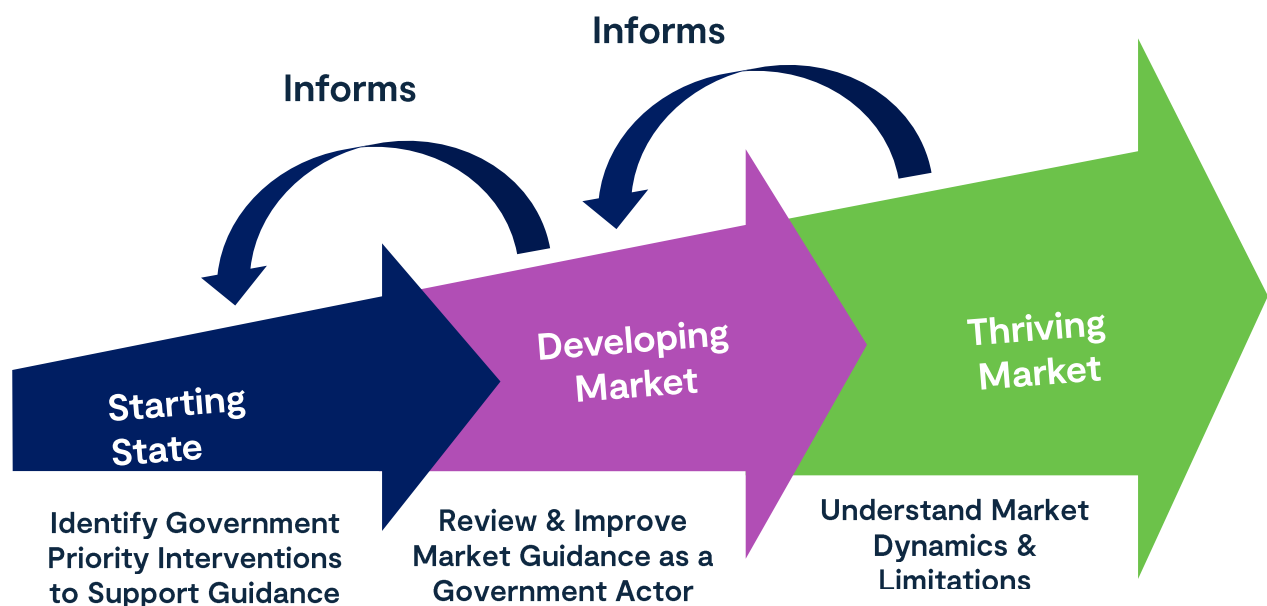 Informs
Informs
Starting
State
Developing
Market
Thriving
Market
Identify Government
Priority Interventions
to Support Guidance
Review & Improve
Market Guidance as a
Government Actor
Understand Market
Dynamics &
Limitations